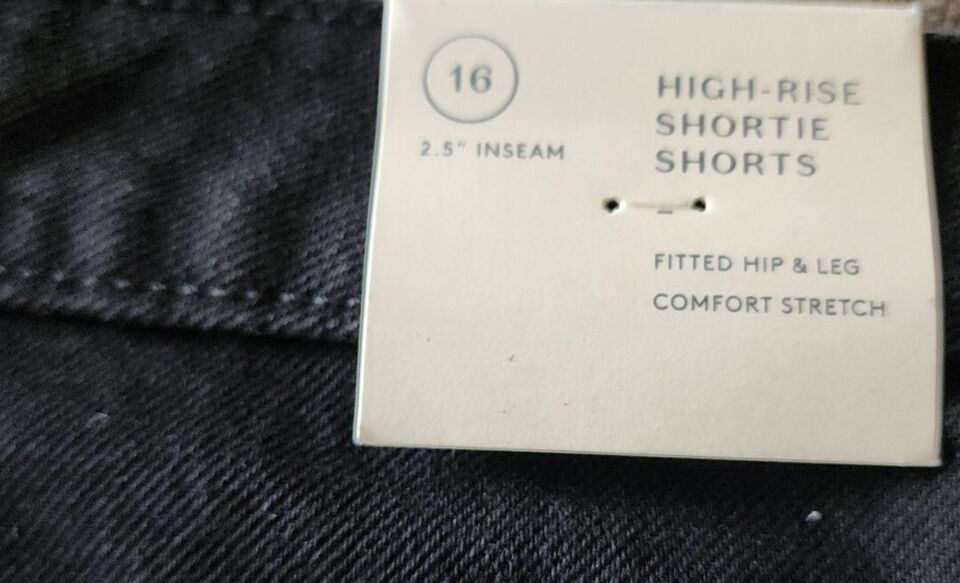 16
2.5" INSEAM
HIGH-RISE
SHORTIE
SHORTS
FITTED HIP & LEG
COMFORT STRETCH